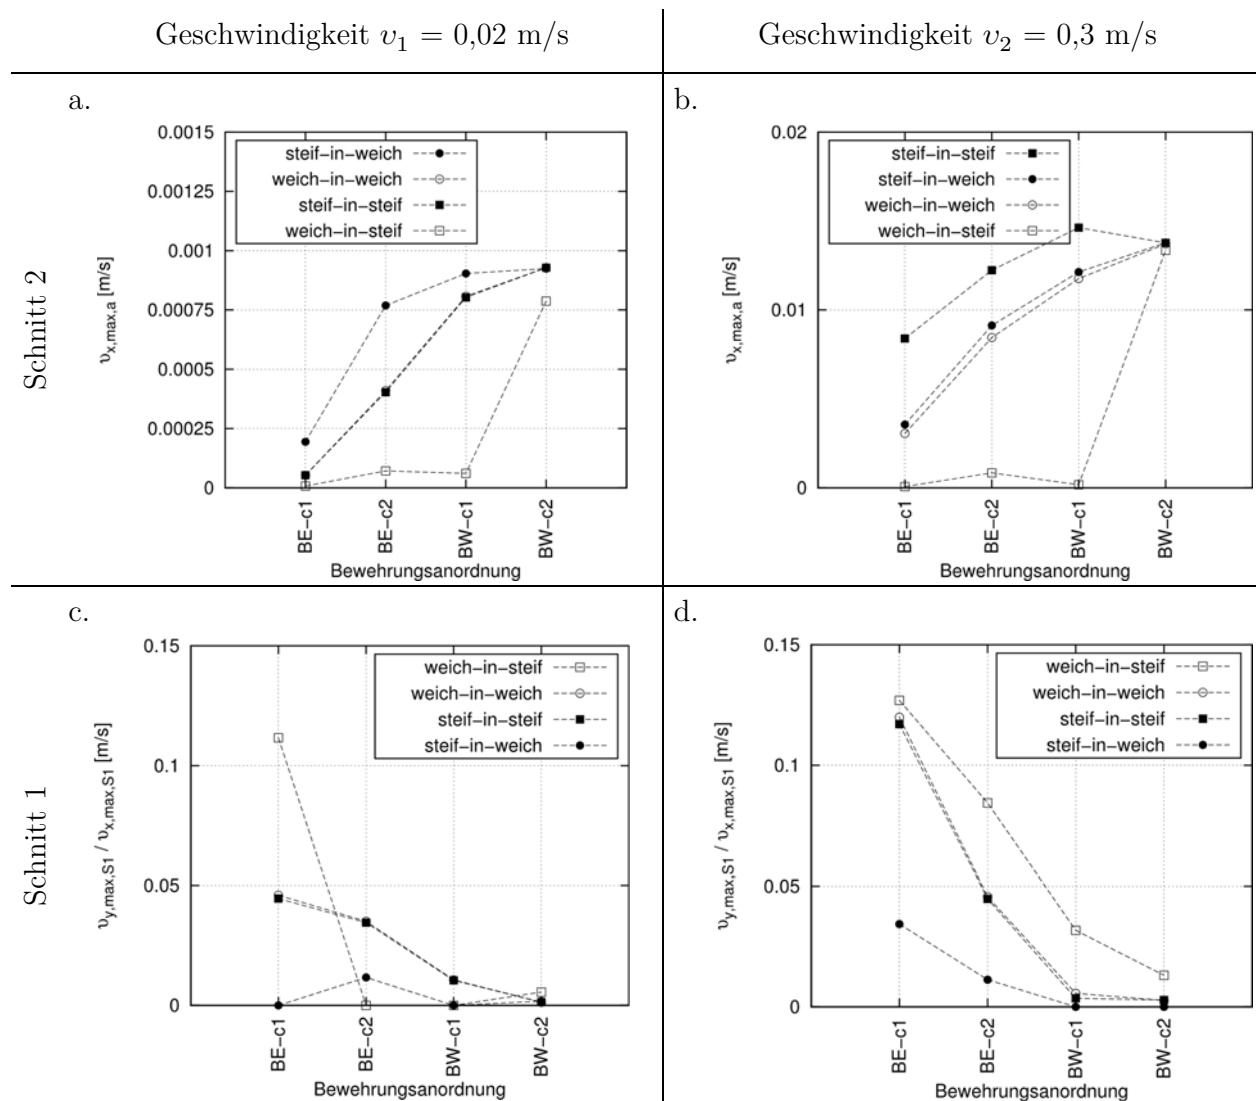 Geschwindigkeit υ₁ = 0,02 m/s
Geschwindigkeit υ₂ = 0,3 m/s
Schnitt 2
a.
0.0015
0.00125
0.001
0.00075
0.0005
0.00025
0
υx,max,a [m/s]
steif−in−weich
weich−in−weich
steif−in−steif
weich−in−steif
BE−c1
BE−c2
BW−c1
BW−c2
Bewehrungsanordnung
b.
0.02
0.01
0
υx,max,a [m/s]
steif−in−steif
steif−in−weich
weich−in−weich
weich−in−steif
BE−c1
BE−c2
BW−c1
BW−c2
Bewehrungsanordnung
Schnitt 1
c.
0.15
0.1
0.05
0
υy,max,S1 / υx,max,S1 [m/s]
weich−in−steif
weich−in−weich
steif−in−steif
steif−in−weich
BE−c1
BE−c2
BW−c1
BW−c2
Bewehrungsanordnung
d.
0.15
0.1
0.05
0
υy,max,S1 / υx,max,S1 [m/s]
weich−in−steif
weich−in−weich
steif−in−steif
steif−in−weich
BE−c1
BE−c2
BW−c1
BW−c2
Bewehrungsanordnung